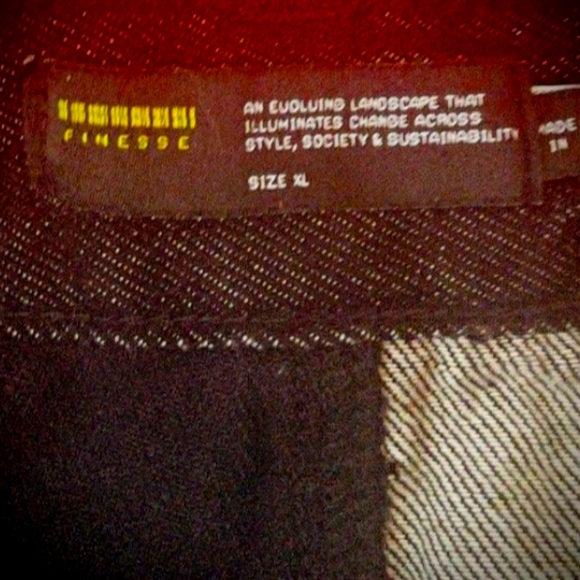 FINESSE
AN EVOLVING LANDSCAPE THAT
ILLUMINATES CHANGE ACROSS
STYLE, SOCIETY & SUSTAINABILITY
SIZE XL
MADE
IN